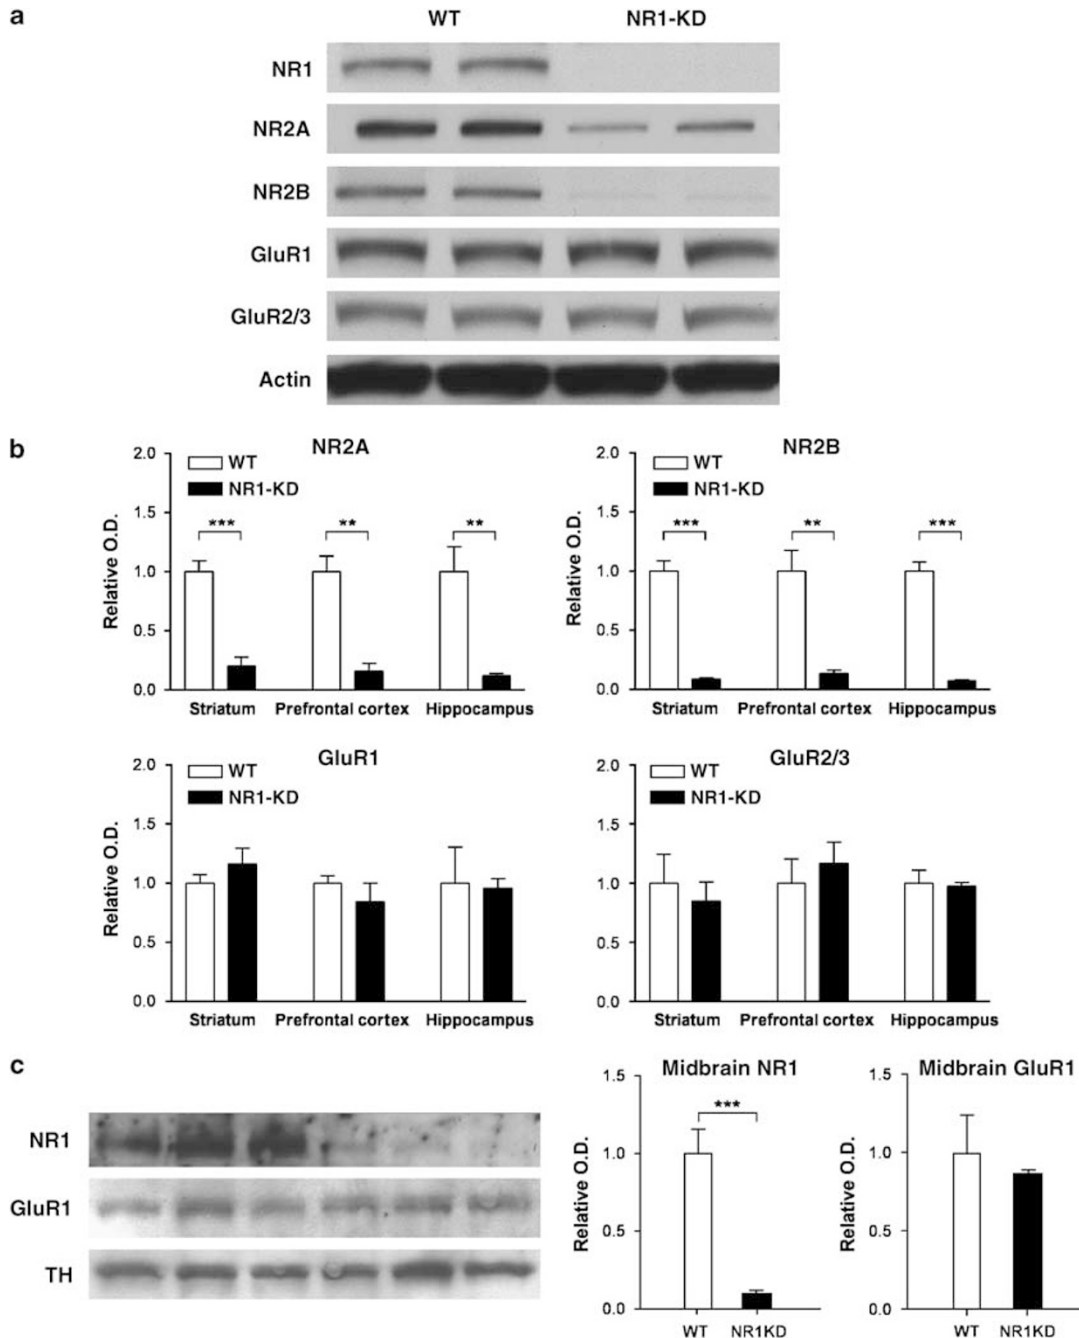 a
WT NR1-KD
NR1
NR2A
NR2B
GluR1
GluR2/3
Actin
b
NR2A
2.0
1.5
1.0
0.5
0.0
Relative O.D.
WT
NR1-KD
*** ** **
Striatum Prefrontal cortex Hippocampus
NR2B
2.0
1.5
1.0
0.5
0.0
Relative O.D.
WT
NR1-KD
*** ** ***
Striatum Prefrontal cortex Hippocampus
GluR1
2.0
1.5
1.0
0.5
0.0
Relative O.D.
WT
NR1-KD
Striatum Prefrontal cortex Hippocampus
GluR2/3
2.0
1.5
1.0
0.5
0.0
Relative O.D.
WT
NR1-KD
Striatum Prefrontal cortex Hippocampus
c
NR1
GluR1
TH
Midbrain NR1
1.5
1.0
0.5
0.0
Relative O.D.
***
WT NR1KD
Midbrain GluR1
1.5
1.0
0.5
0.0
Relative O.D.
WT NR1KD